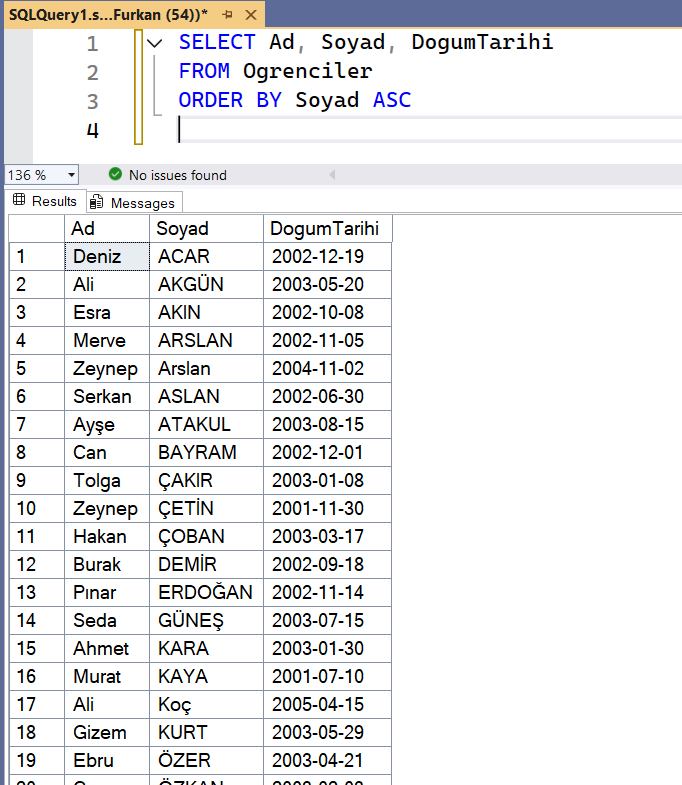 SQLQuery1.s...Furkan (54))*
1 SELECT Ad, Soyad, DogumTarihi
2 FROM Ogrenciler
3 ORDER BY Soyad ASC
4
136 % No issues found
Results Messages
Ad Soyad DogumTarihi
1 Deniz ACAR 2002-12-19
2 Ali AKGÜN 2003-05-20
3 Esra AKIN 2002-10-08
4 Merve ARSLAN 2002-11-05
5 Zeynep Arslan 2004-11-02
6 Serkan ASLAN 2002-06-30
7 Ayşe ATAKUL 2003-08-15
8 Can BAYRAM 2002-12-01
9 Tolga ÇAKIR 2003-01-08
10 Zeynep ÇETİN 2001-11-30
11 Hakan ÇOBAN 2003-03-17
12 Burak DEMİR 2002-09-18
13 Pınar ERDOĞAN 2002-11-14
14 Seda GÜNEŞ 2003-07-15
15 Ahmet KARA 2003-01-30
16 Murat KAYA 2001-07-10
17 Ali Koç 2005-04-15
18 Gizem KURT 2003-05-29
19 Ebru ÖZER 2003-04-21
20 ÖZKAN